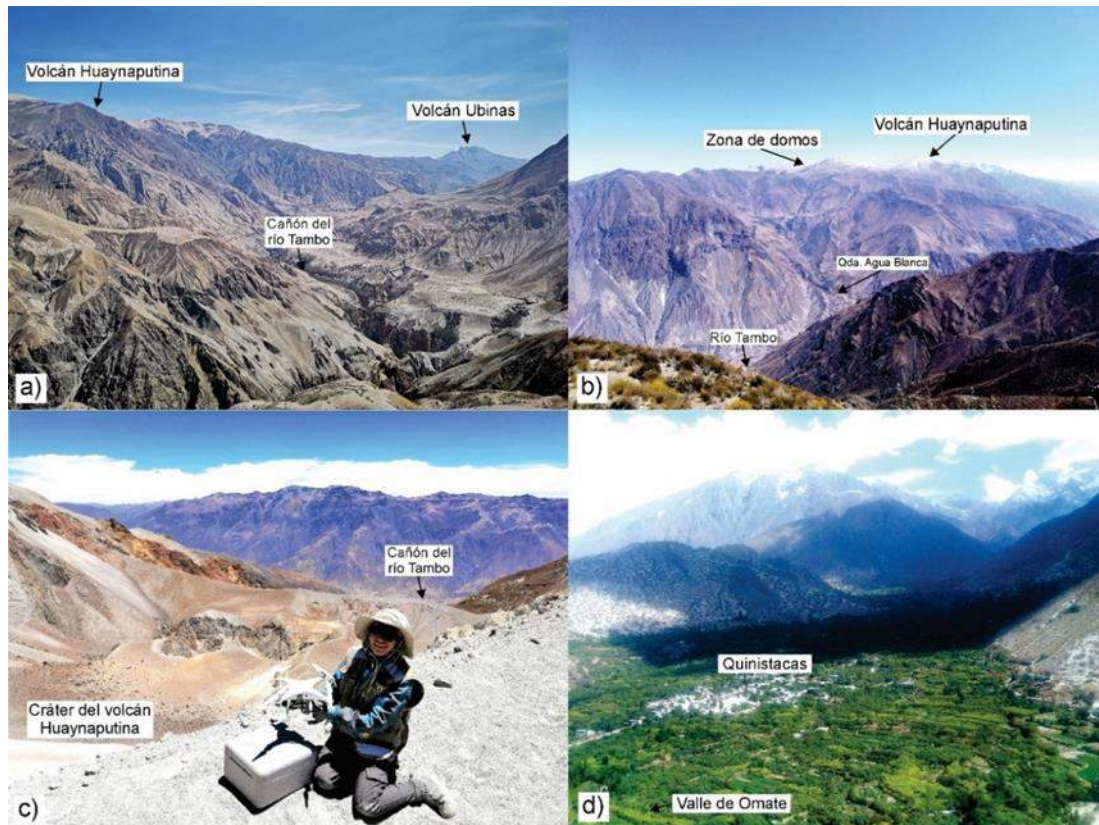 Volcán Huaynaputina
Volcán Ubinas
Cañón del
río Tambo
a)
Zona de domos
Volcán Huaynaputina
Qda. Agua Blanca
Río Tambo
b)
Cañón del
río Tambo
Cráter del volcán
Huaynaputina
c)
Quinistacas
Valle de Omate
d)